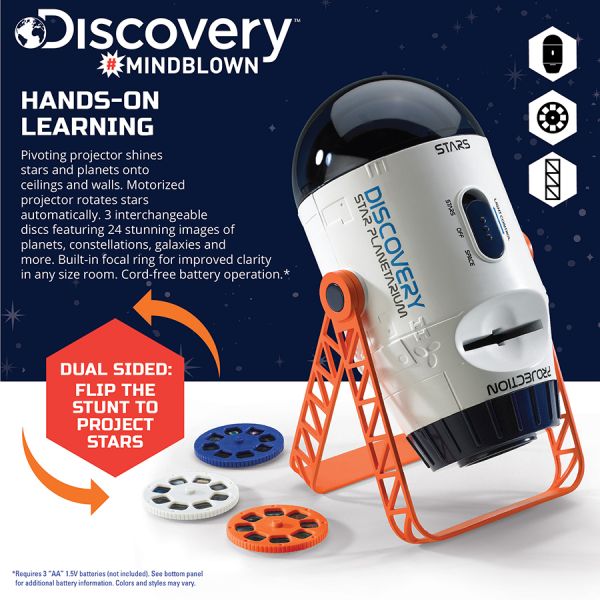 Discovery™
#MINDBLOWN
HANDS-ON
LEARNING
Pivoting projector shines
stars and planets onto
ceilings and walls. Motorized
projector rotates stars
automatically. 3 interchangeable
discs featuring 24 stunning images of
planets, constellations, galaxies and
more. Built-in focal ring for improved clarity
in any size room. Cord-free battery operation.*
DUAL SIDED:
FLIP THE
STUNT TO
PROJECT
STARS
STARS
DISCOVERY
STAR PLANETARIUM
STARS
OFF
SPACE
PROJECTION
*Requires 3 "AA" 1.5V batteries (not included). See bottom panel
for additional battery information. Colors and styles may vary.